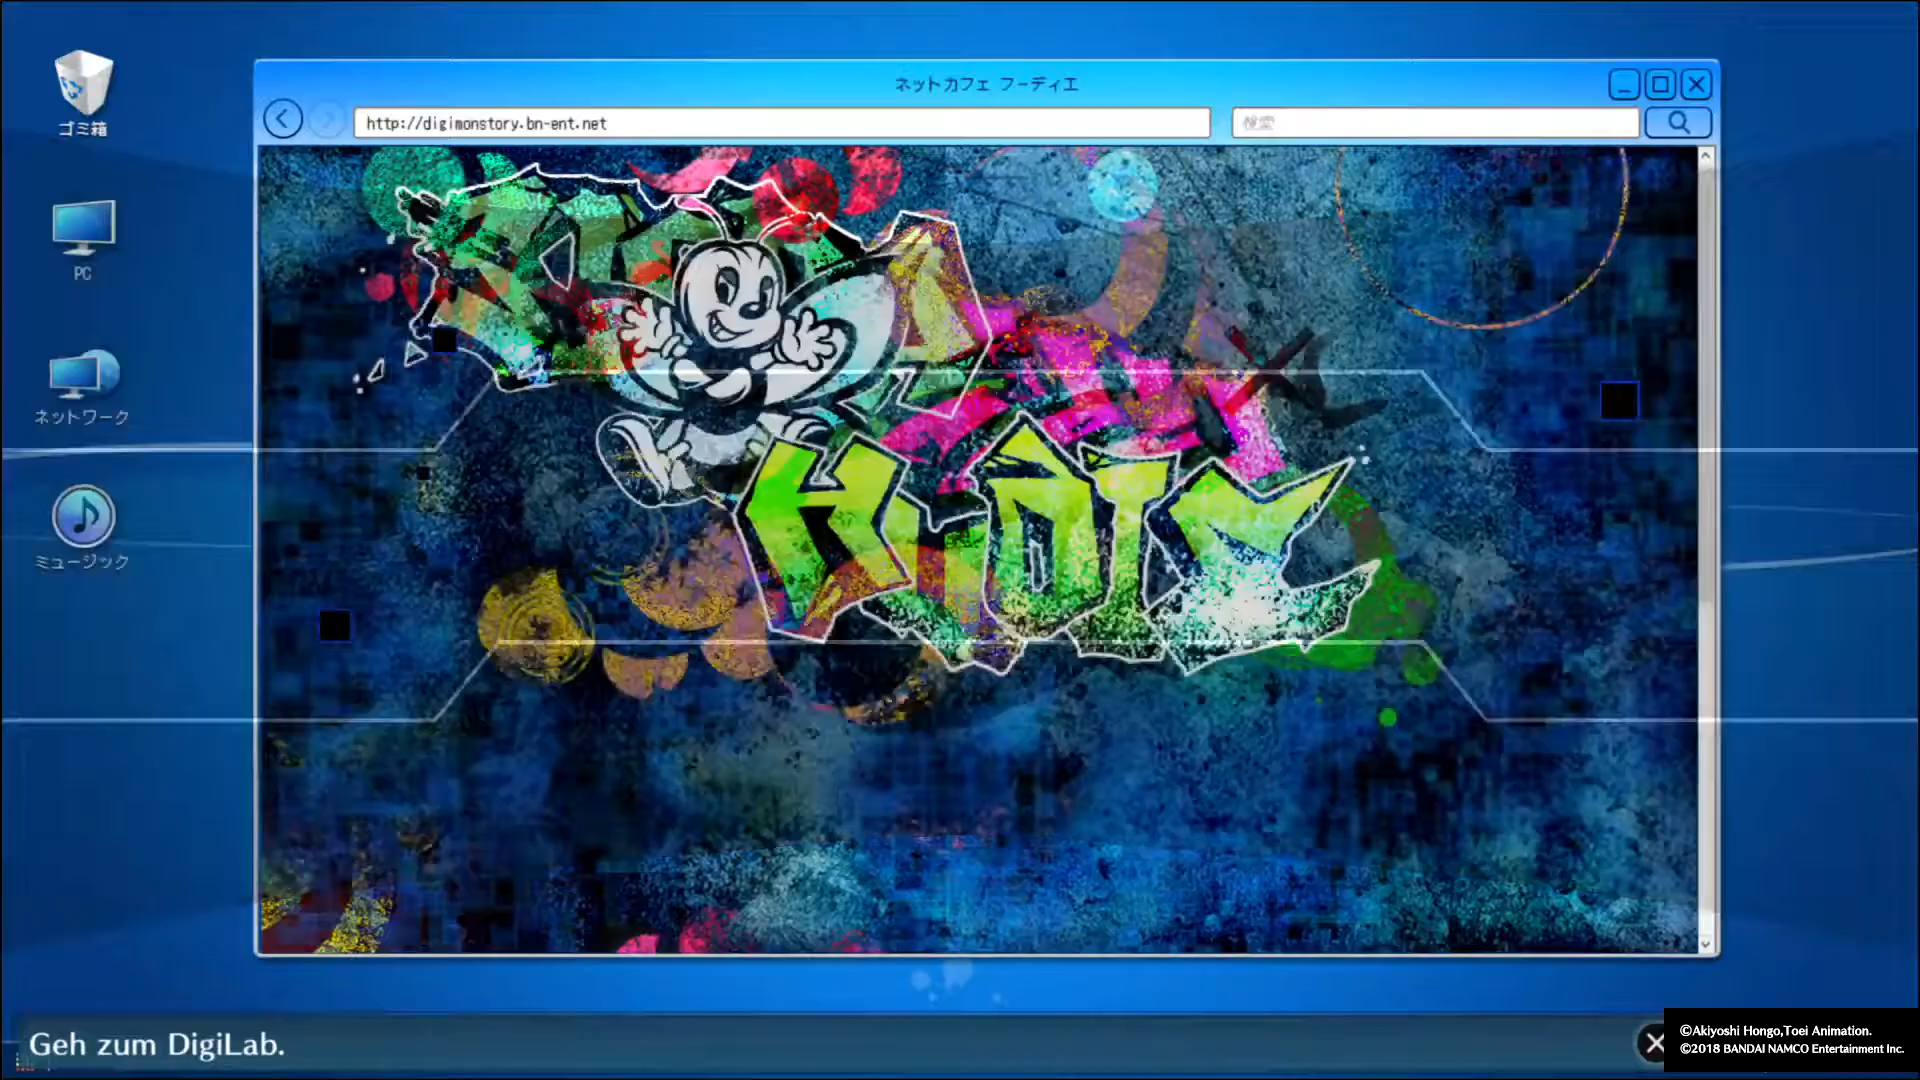 ネットカフェ フーディエ
http://digimonstory.bn-ent.net
検索
ゴミ箱
PC
ネットワーク
ミュージック
Geh zum DigiLab.
©Akiyoshi Hongo,Toei Animation.
©2018 BANDAI NAMCO Entertainment Inc.